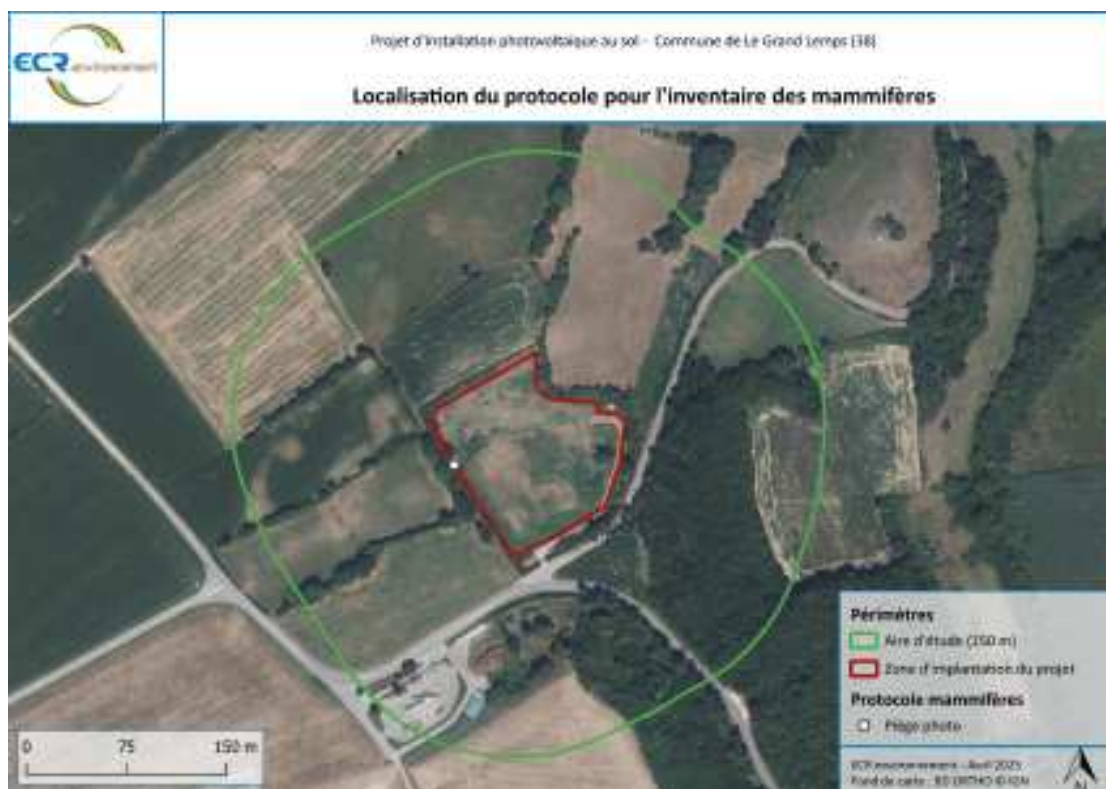 ECR environnement
Projet d'installation photovoltaïque au sol - Commune de Le Grand Lemps (38)
Localisation du protocole pour l'inventaire des mammifères
0 75 150 m
Périmètres
Aire d'étude (250 m)
Zone d'implantation du projet
Protocole mammifères
Piège photo
ECR environnement - Avril 2023
Fond de carte : BD ORTHO © IGN
N